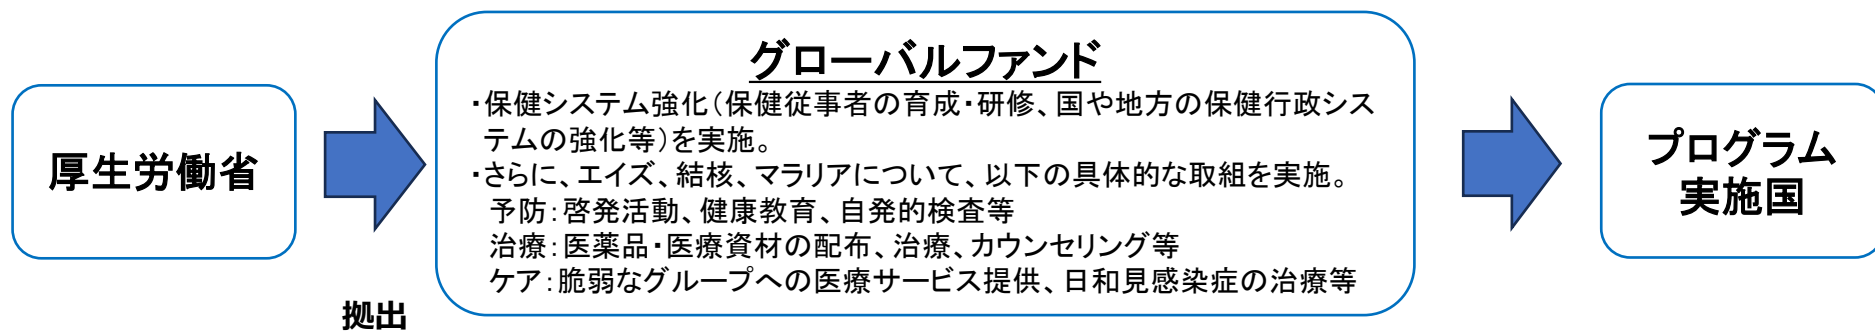 厚生労働省
拠出
グローバルファンド
・保健システム強化(保健従事者の育成・研修、国や地方の保健行政シス
テムの強化等)を実施。
・さらに、エイズ、結核、マラリアについて、以下の具体的な取組を実施。
予防:啓発活動、健康教育、自発的検査等
治療:医薬品・医療資材の配布、治療、カウンセリング等
ケア:脆弱なグループへの医療サービス提供、日和見感染症の治療等
プログラム
実施国